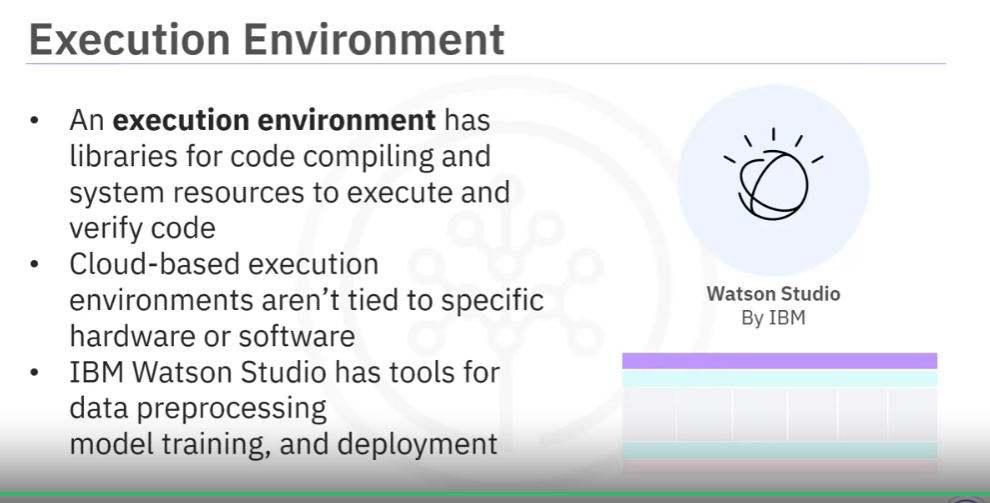 Execution Environment
• An execution environment has
libraries for code compiling and
system resources to execute and
verify code
• Cloud-based execution
environments aren’t tied to specific
hardware or software
• IBM Watson Studio has tools for
data preprocessing
model training, and deployment
Watson Studio
By IBM